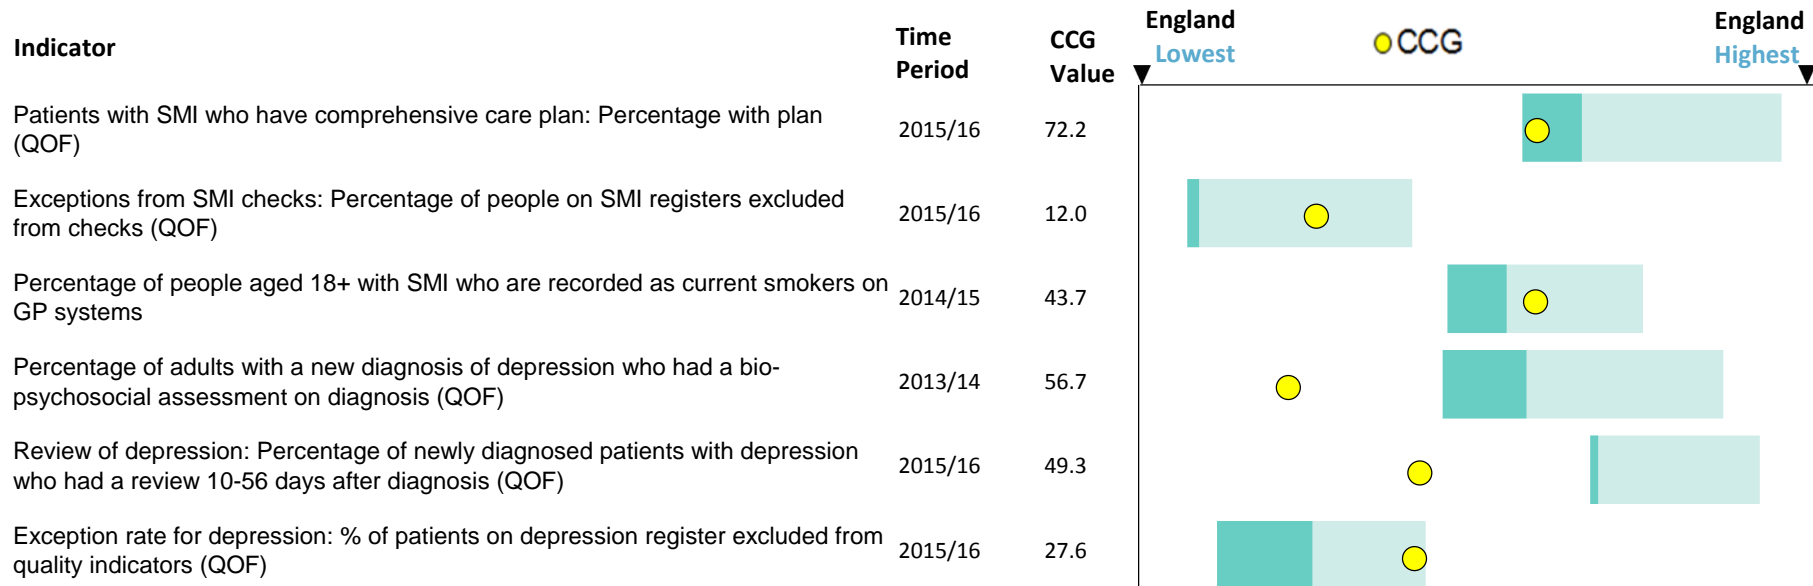 Indicator
Time
Period
CCG
Value
England
Lowest
CCG
England
Highest
Patients with SMI who have comprehensive care plan: Percentage with plan
(QOF)
2015/16
72.2
Exceptions from SMI checks: Percentage of people on SMI registers excluded
from checks (QOF)
2015/16
12.0
Percentage of people aged 18+ with SMI who are recorded as current smokers on
GP systems
2014/15
43.7
Percentage of adults with a new diagnosis of depression who had a bio-
psychosocial assessment on diagnosis (QOF)
2013/14
56.7
Review of depression: Percentage of newly diagnosed patients with depression
who had a review 10-56 days after diagnosis (QOF)
2015/16
49.3
Exception rate for depression: % of patients on depression register excluded from
quality indicators (QOF)
2015/16
27.6